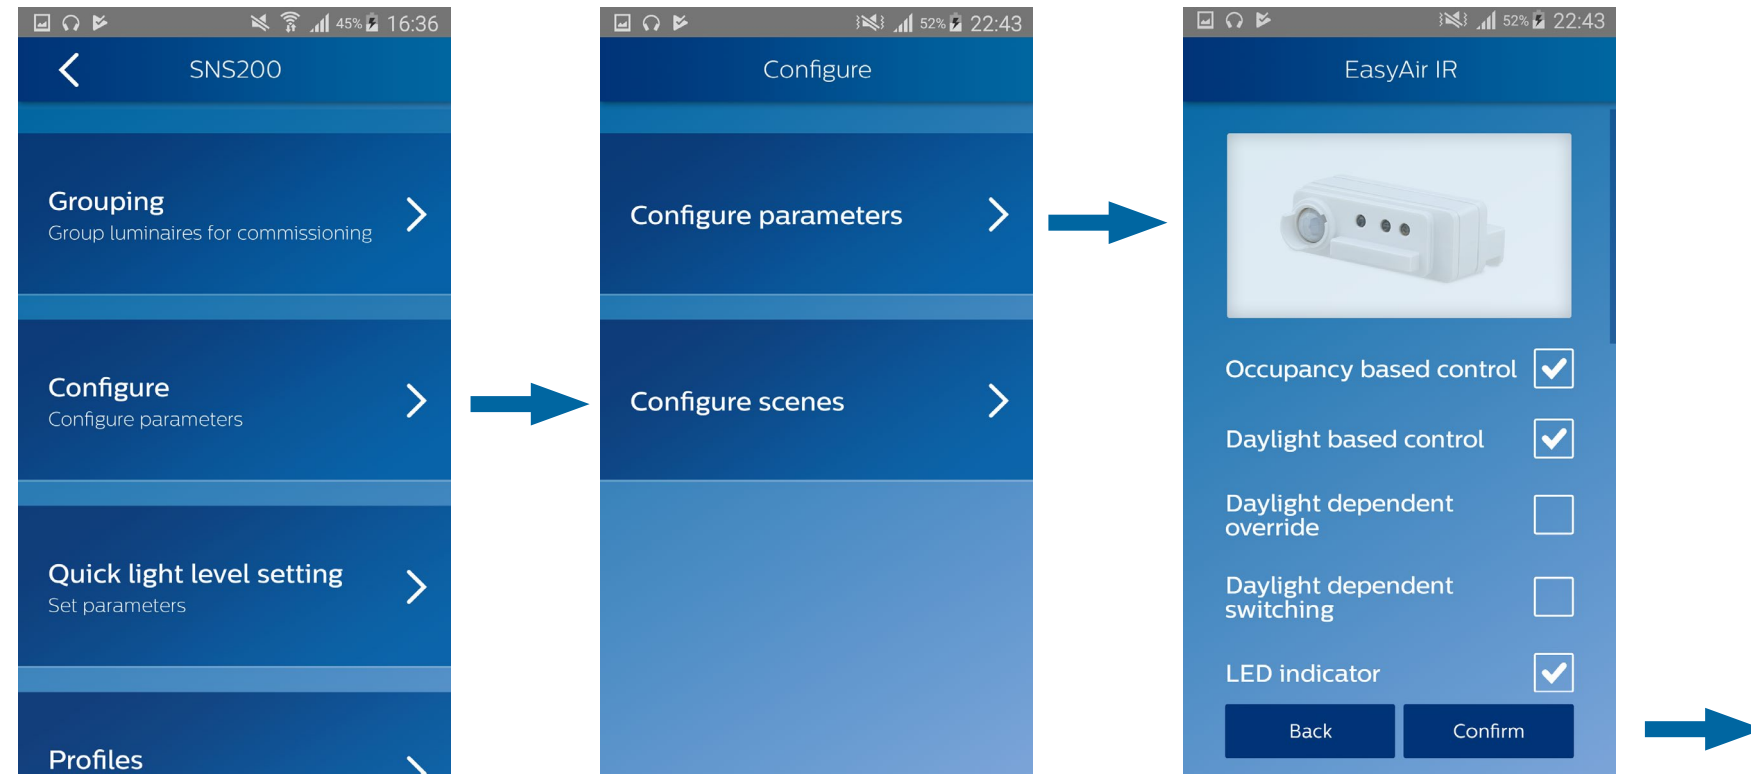 45% 16:36
SNS200
Grouping
Group luminaires for commissioning
Configure
Configure parameters
Quick light level setting
Set parameters
Profiles
52% 22:43
Configure
Configure parameters
Configure scenes
52% 22:43
EasyAir IR
Occupancy based control
Daylight based control
Daylight dependent
override
Daylight dependent
switching
LED indicator
Back
Confirm